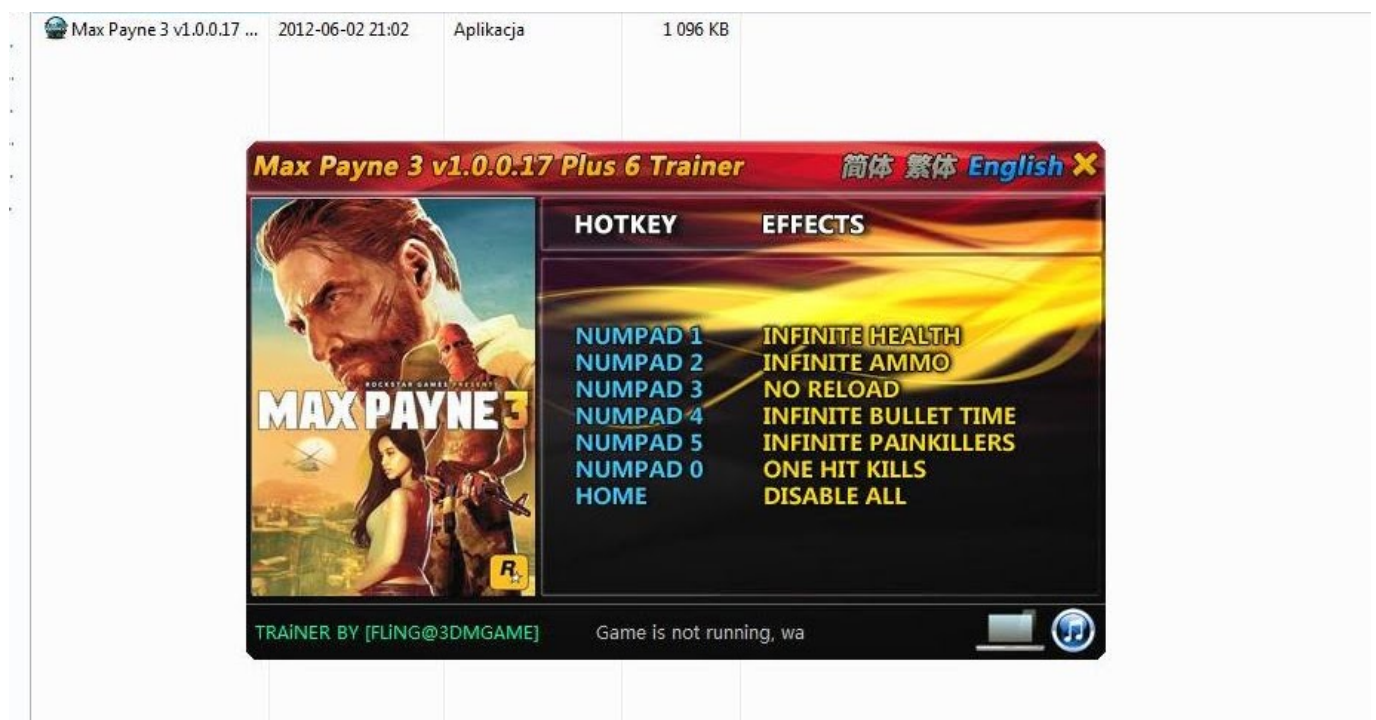 Max Payne 3 v1.0.0.17 ... 2012-06-02 21:02 Aplikacja 1 096 KB
Max Payne 3 v1.0.0.17 Plus 6 Trainer 简体 繁体 English
HOTKEY EFFECTS
ROCKSTAR GAMES PRESENTS
MAX PAYNE 3
R
NUMPAD 1 INFINITE HEALTH
NUMPAD 2 INFINITE AMMO
NUMPAD 3 NO RELOAD
NUMPAD 4 INFINITE BULLET TIME
NUMPAD 5 INFINITE PAINKILLERS
NUMPAD 0 ONE HIT KILLS
HOME DISABLE ALL
TRAiNER BY [FLiNG@3DMGAME] Game is not running, wa